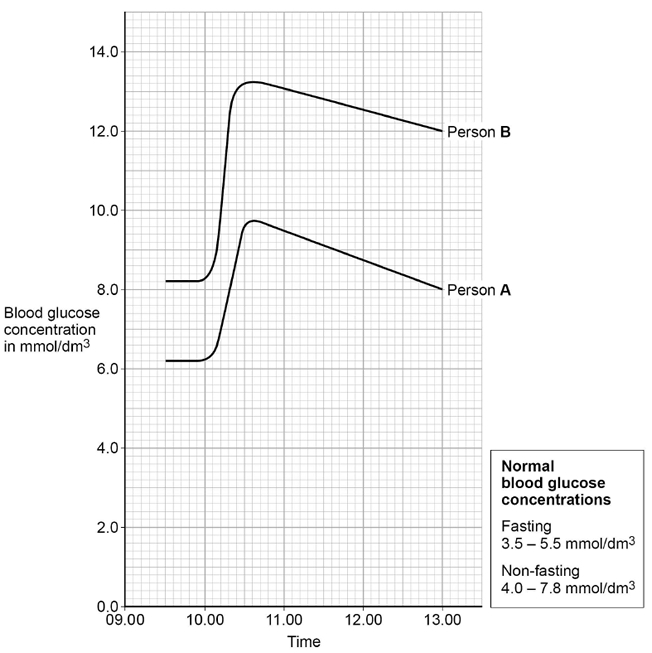 14.0
12.0
10.0
8.0
6.0
4.0
2.0
0.0
Blood glucose
concentration
in mmol/dm³
Person B
Person A
09.00 10.00 11.00 12.00 13.00
Time
Normal
blood glucose
concentrations
Fasting
3.5 – 5.5 mmol/dm³
Non-fasting
4.0 – 7.8 mmol/dm³